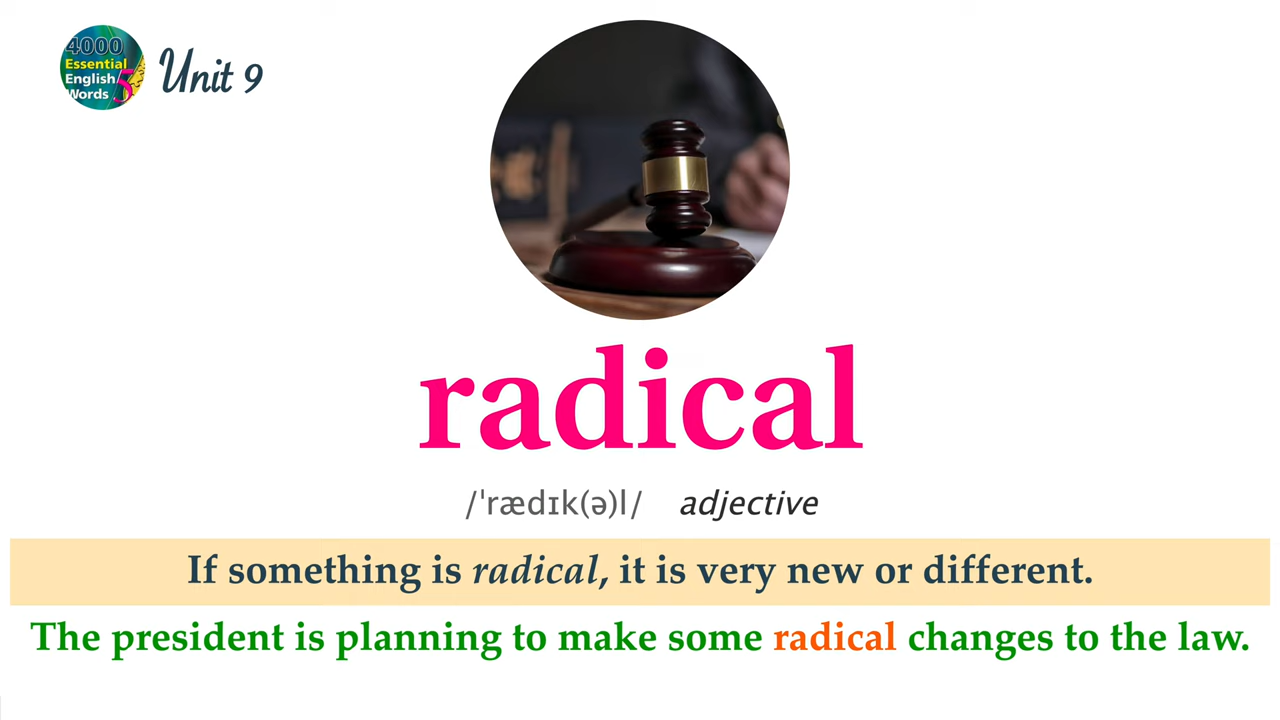 4000
Essential
English
Words 5
Unit 9
radical
/ˈrædɪk(ə)l/ adjective
If something is radical, it is very new or different.
The president is planning to make some radical changes to the law.